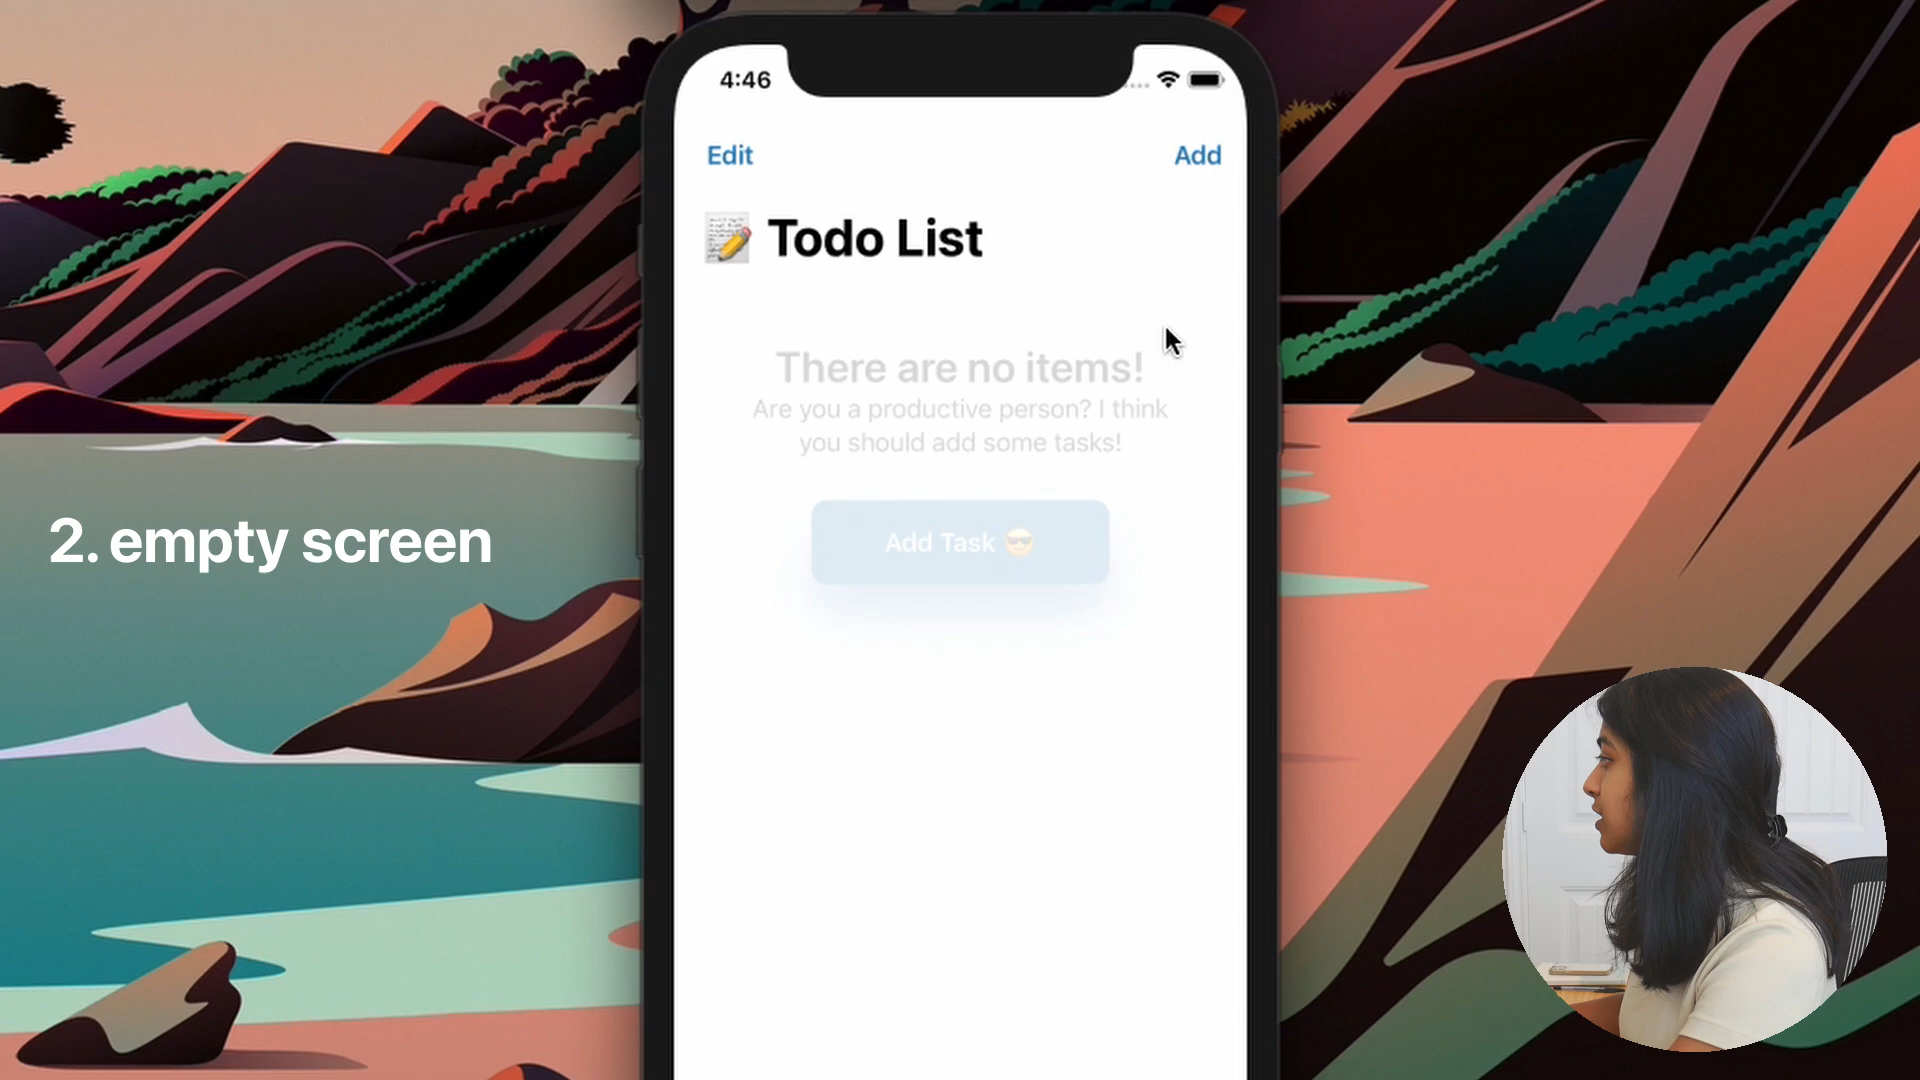 4:46
Edit
Add
📝 Todo List
There are no items!
Are you a productive person? I think
you should add some tasks!
Add Task 😎
2. empty screen